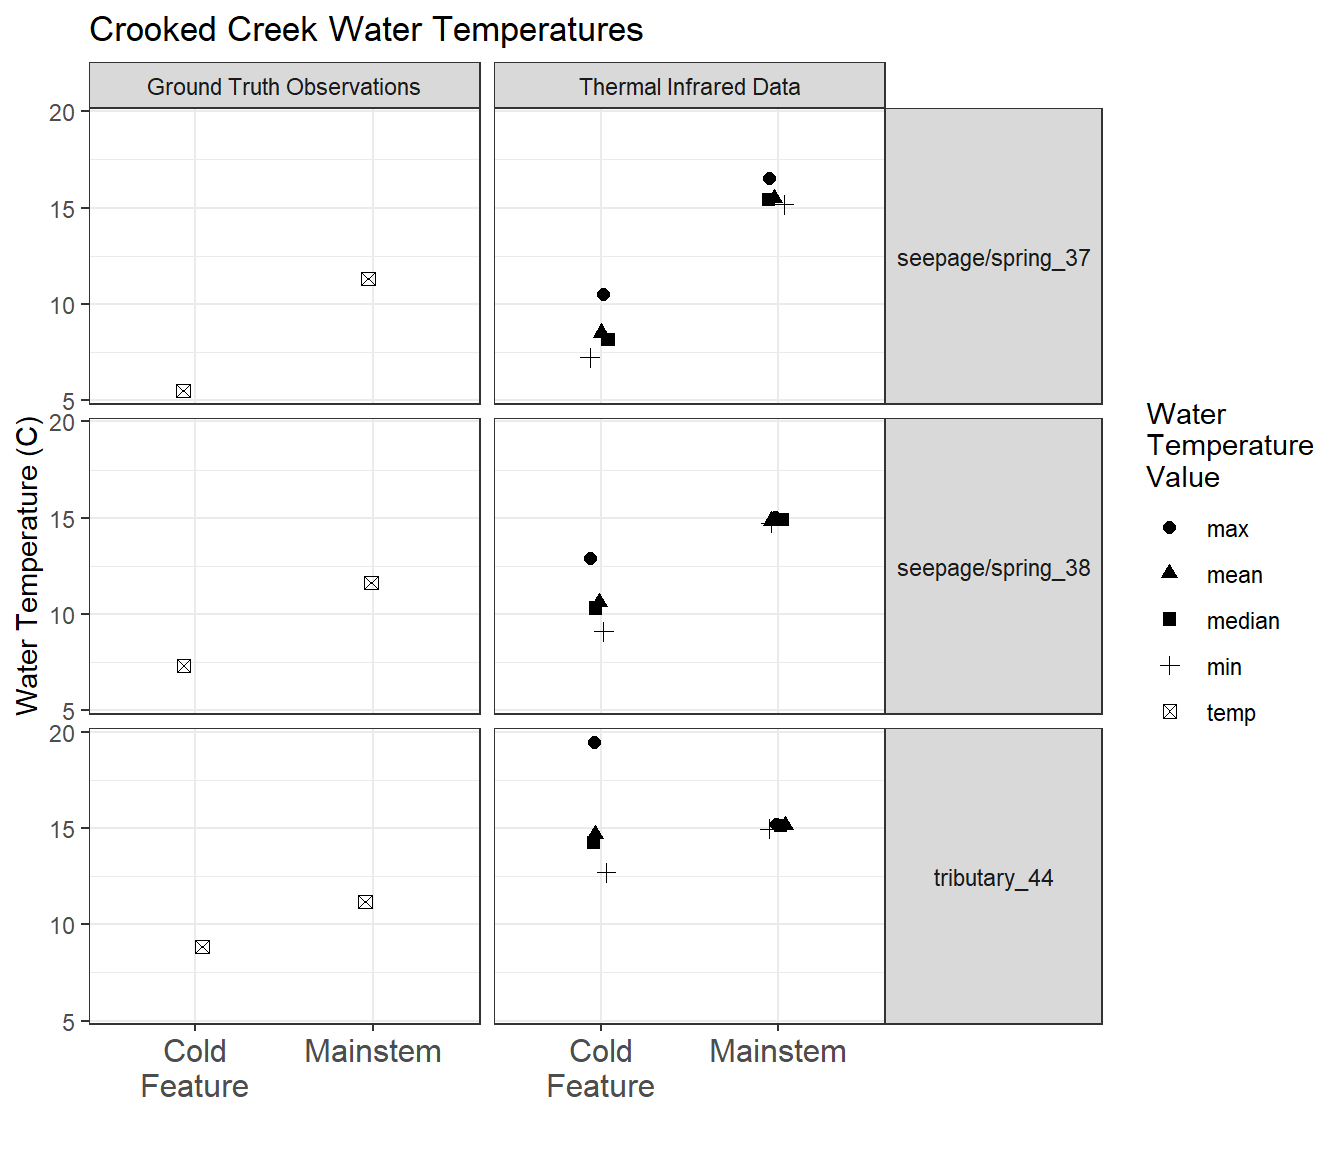 Crooked Creek Water Temperatures
Ground Truth Observations
Thermal Infrared Data
20
15
10
5
seepage/spring_37
20
15
10
5
seepage/spring_38
20
15
10
5
tributary_44
Water Temperature (C)
Cold
Feature
Mainstem
Cold
Feature
Mainstem
Water
Temperature
Value
max
mean
median
min
temp